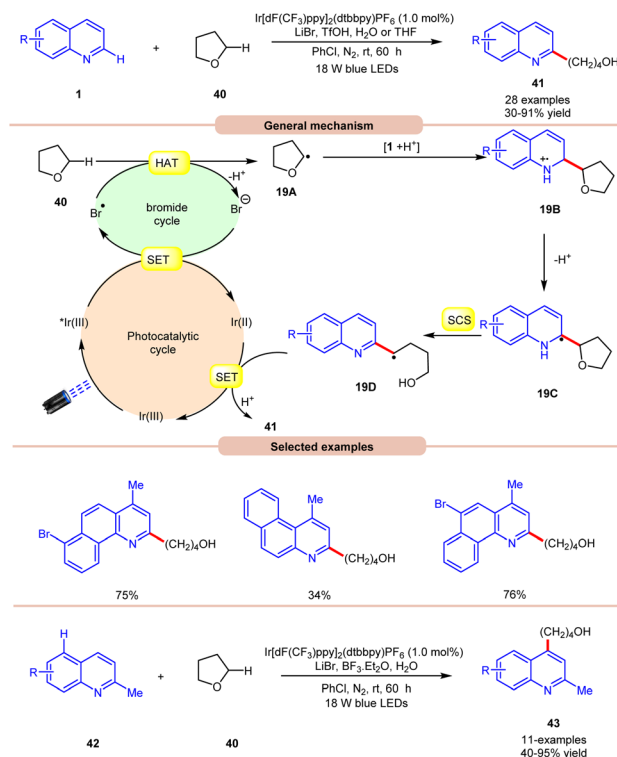 Ir[dF(CF₃)ppy]₂(dtbbpy)PF₆ (1.0 mol%)
LiBr, TfOH, H₂O or THF
PhCl, N₂, rt, 60 h
18 W blue LEDs
R
N
H
1
+
O
H
40
R
N
(CH₂)₄OH
41
28 examples
30-91% yield
General mechanism
O
H
40
HAT
-H⁺
O
19A
[1 +H⁺]
R
N
H
+•
O
19B
Br•
bromide
cycle
Br⊖
SET
-H⁺
*Ir(III)
Photocatalytic
cycle
Ir(II)
SET
H⁺
41
Ir(III)
R
N
HO
19D
SCS
R
N
H
O
19C
Selected examples
Me
Br
N
(CH₂)₄OH
75%
Me
N
(CH₂)₄OH
34%
Br
Me
N
(CH₂)₄OH
76%
H
R
N
Me
42
+
O
H
40
Ir[dF(CF₃)ppy]₂(dtbbpy)PF₆ (1.0 mol%)
LiBr, BF₃.Et₂O, H₂O
PhCl, N₂, rt, 60 h
18 W blue LEDs
(CH₂)₄OH
R
N
Me
43
11-examples
40-95% yield